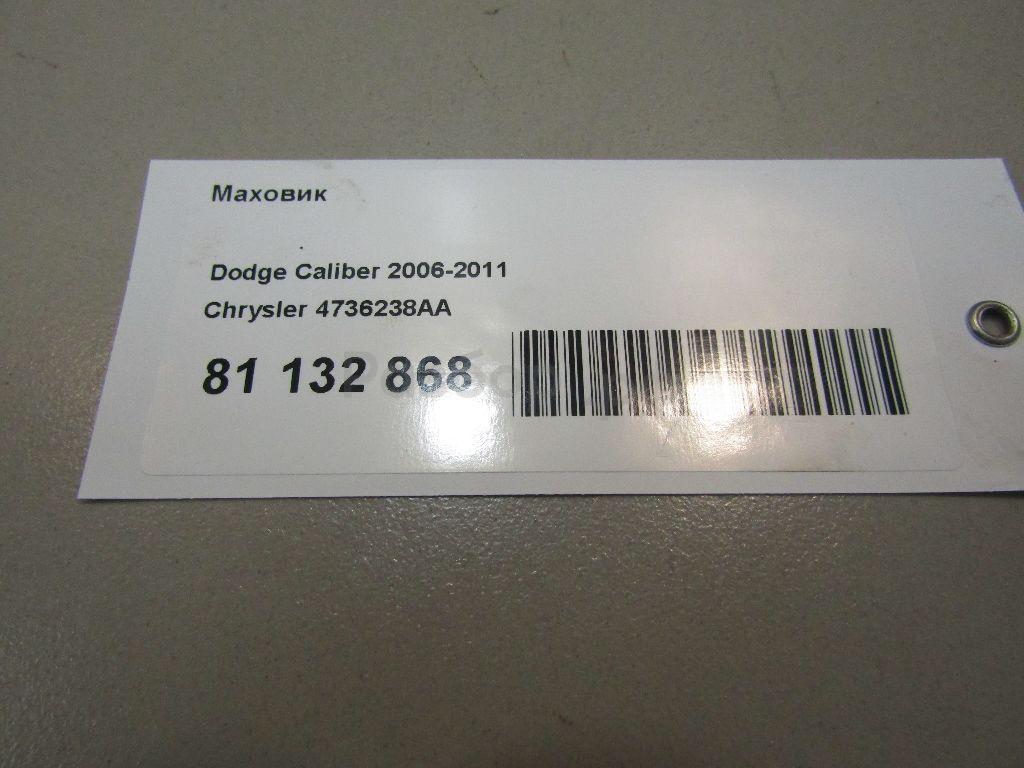 Маховик
Dodge Caliber 2006-2011
Chrysler 4736238AA
81 132 868